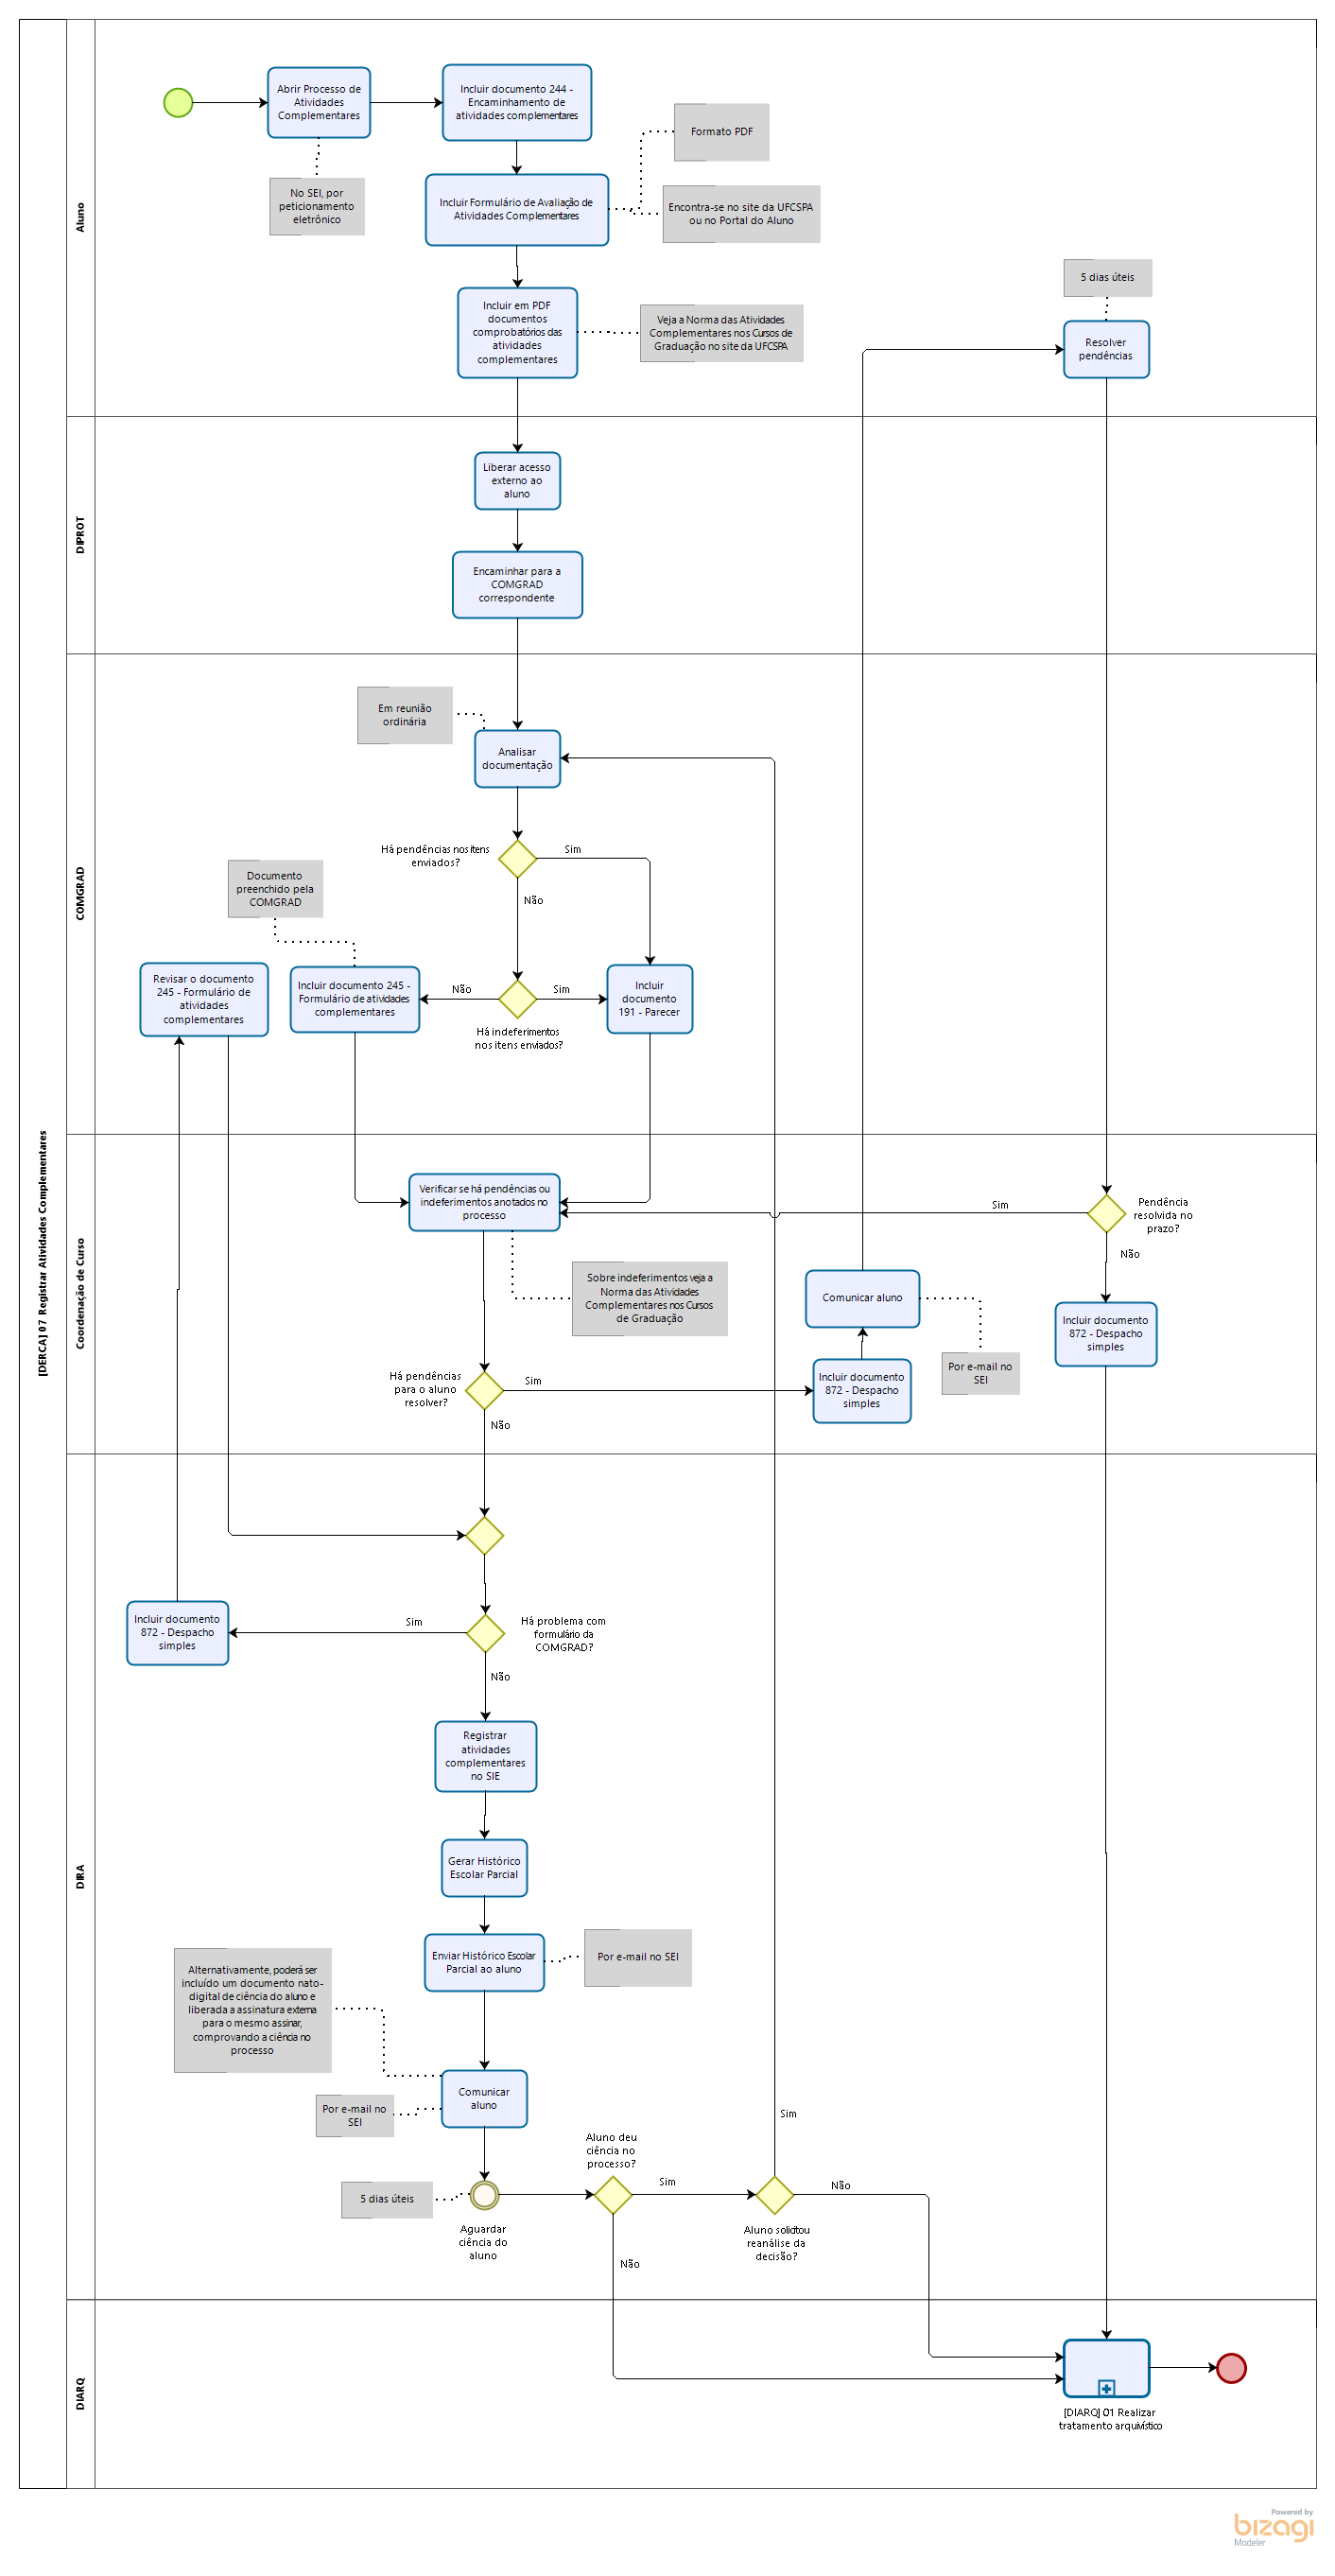 [DERCA] 07 Registrar Atividades Complementares
Aluno
Abrir Processo de
Atividades
Complementares
Incluir documento 244 -
Encaminhamento de
atividades complementares
Formato PDF
No SEI, por
peticionamento
eletrônico
Incluir Formulário de Avaliação de
Atividades Complementares
Encontra-se no site da UFCSPA
ou no Portal do Aluno
5 dias úteis
Incluir em PDF
documentos
comprobatórios das
atividades
complementares
Veja a Norma das Atividades
Complementares nos Cursos de
Graduação no site da UFCSPA
Resolver
pendências
DIPROT
Liberar acesso
externo ao
aluno
Encaminhar para a
COMGRAD
correspondente
COMGRAD
Em reunião
ordinária
Analisar
documentação
Há pendências nos itens
enviados?
Sim
Não
Documento
preenchido pela
COMGRAD
Revisar o documento
245 - Formulário de
atividades
complementares
Incluir documento 245 -
Formulário de atividades
complementares
Não
Sim
Há indeferimentos
nos itens enviados?
Incluir
documento
191 - Parecer
Coordenação de Curso
Verificar se há pendências ou
indeferimentos anotados no
processo
Sim
Pendência
resolvida no
prazo?
Não
Sobre indeferimentos veja a
Norma das Atividades
Complementares nos Cursos
de Graduação
Comunicar aluno
Incluir documento
872 - Despacho
simples
Por e-mail no
SEI
Há pendências
para o aluno
resolver?
Sim
Não
Incluir documento
872 - Despacho
simples
DIRA
Incluir documento
872 - Despacho
simples
Sim
Há problema com
formulário da
COMGRAD?
Não
Registrar
atividades
complementares
no SIE
Gerar Histórico
Escolar Parcial
Enviar Histórico Escolar
Parcial ao aluno
Por e-mail no SEI
Alternativamente, poderá ser
incluído um documento nato-
digital de ciência do aluno e
liberada a assinatura externa
para o mesmo assinar,
comprovando a ciência no
processo
Comunicar
aluno
Por e-mail no
SEI
5 dias úteis
Aguardar
ciência do
aluno
Aluno deu
ciência no
processo?
Sim
Não
Sim
Não
Aluno solicitou
reanálise da
decisão?
DIARQ
[DIARQ] 01 Realizar
tratamento arquivístico
Powered by
bizagi
Modeler